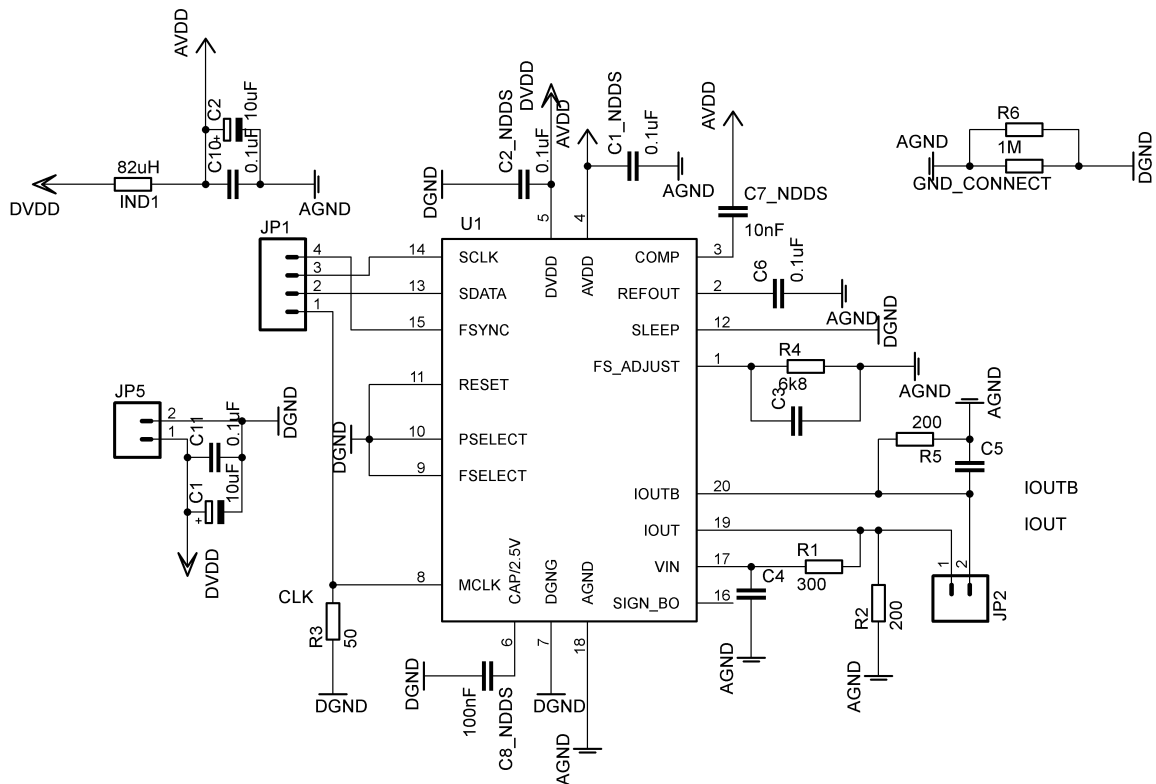 AVDD
C2
10uF
C10
0.1uF
+
82uH
IND1
DVDD
AGND
C2_NDDS
0.1uF
DVDD
DGND
AVDD
C1_NDDS
0.1uF
AGND
AVDD
C7_NDDS
10nF
R6
1M
GND_CONNECT
AGND
DGND
JP1
4
3
2
1
U1
5
4
14 SCLK
13 SDATA
15 FSYNC
11 RESET
10 PSELECT
9 FSELECT
8 MCLK
DVDD
AVDD
COMP 3
REFOUT 2
SLEEP 12
FS_ADJUST 1
IOUTB 20
IOUT 19
VIN 17
SIGN_BO 16
CAP/2.5V
DGNG
AGND
6
7
18
C6
0.1uF
AGND
DGND
R4
6k8
C3
AGND
AGND
200
R5
C5
IOUTB
IOUT
R1
300
C4
AGND
R2
200
AGND
1
2
JP2
JP5
2
1
C11
0.1uF
DGND
C1
10uF
+
DVDD
DGND
CLK
R3
50
DGND
DGND
100nF
C8_NDDS
DGND
AGND